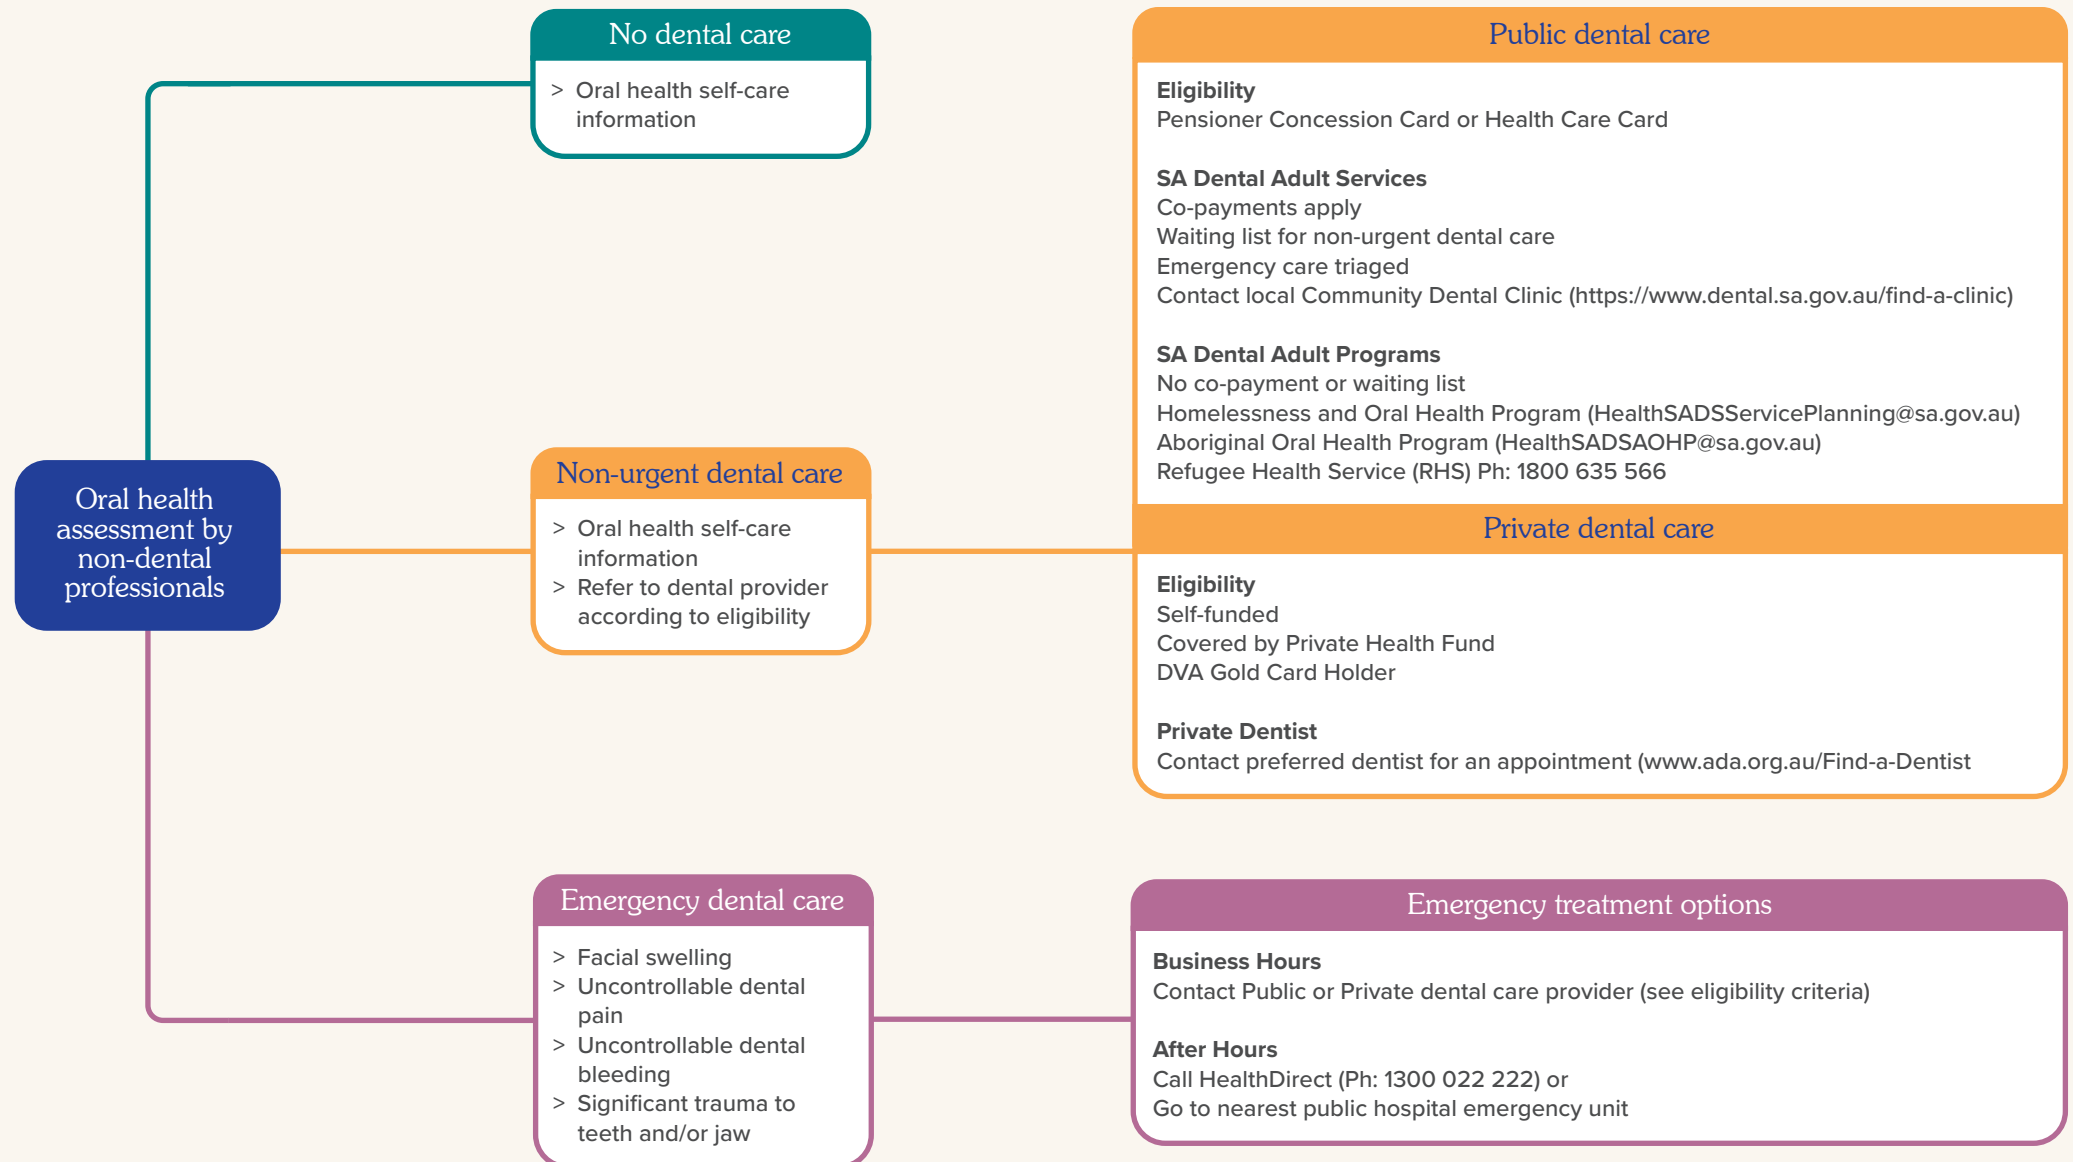 Oral health
assessment by
non-dental
professionals
No dental care
> Oral health self-care
information
Non-urgent dental care
> Oral health self-care
information
> Refer to dental provider
according to eligibility
Emergency dental care
> Facial swelling
> Uncontrollable dental
pain
> Uncontrollable dental
bleeding
> Significant trauma to
teeth and/or jaw
Public dental care
Eligibility
Pensioner Concession Card or Health Care Card
SA Dental Adult Services
Co-payments apply
Waiting list for non-urgent dental care
Emergency care triaged
Contact local Community Dental Clinic (https://www.dental.sa.gov.au/find-a-clinic)
SA Dental Adult Programs
No co-payment or waiting list
Homelessness and Oral Health Program (HealthSADSServicePlanning@sa.gov.au)
Aboriginal Oral Health Program (HealthSADSAOHP@sa.gov.au)
Refugee Health Service (RHS) Ph: 1800 635 566
Private dental care
Eligibility
Self-funded
Covered by Private Health Fund
DVA Gold Card Holder
Private Dentist
Contact preferred dentist for an appointment (www.ada.org.au/Find-a-Dentist
Emergency treatment options
Business Hours
Contact Public or Private dental care provider (see eligibility criteria)
After Hours
Call HealthDirect (Ph: 1300 022 222) or
Go to nearest public hospital emergency unit